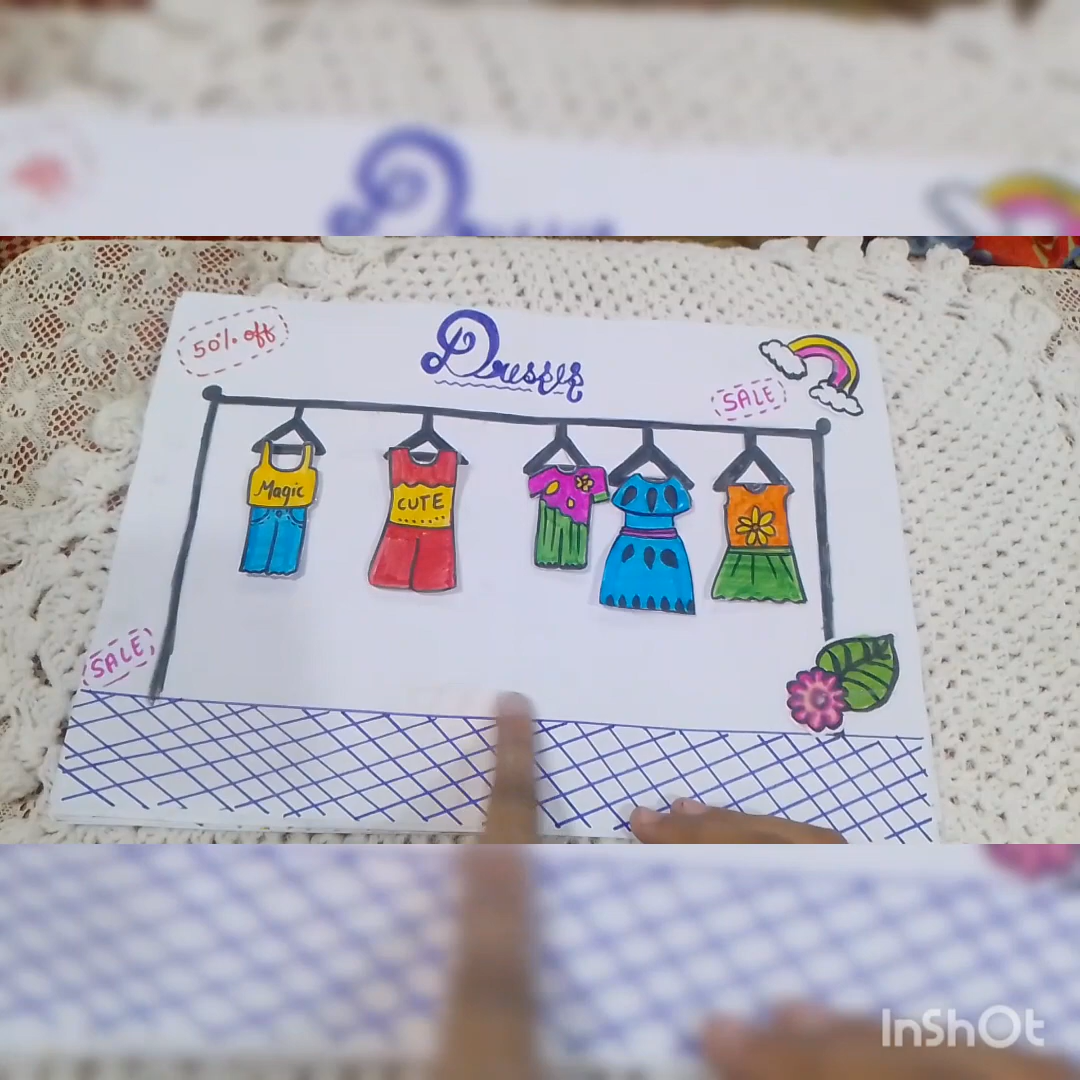 50% off
Dresses
SALE
Magic
CUTE
SALE
InShOt